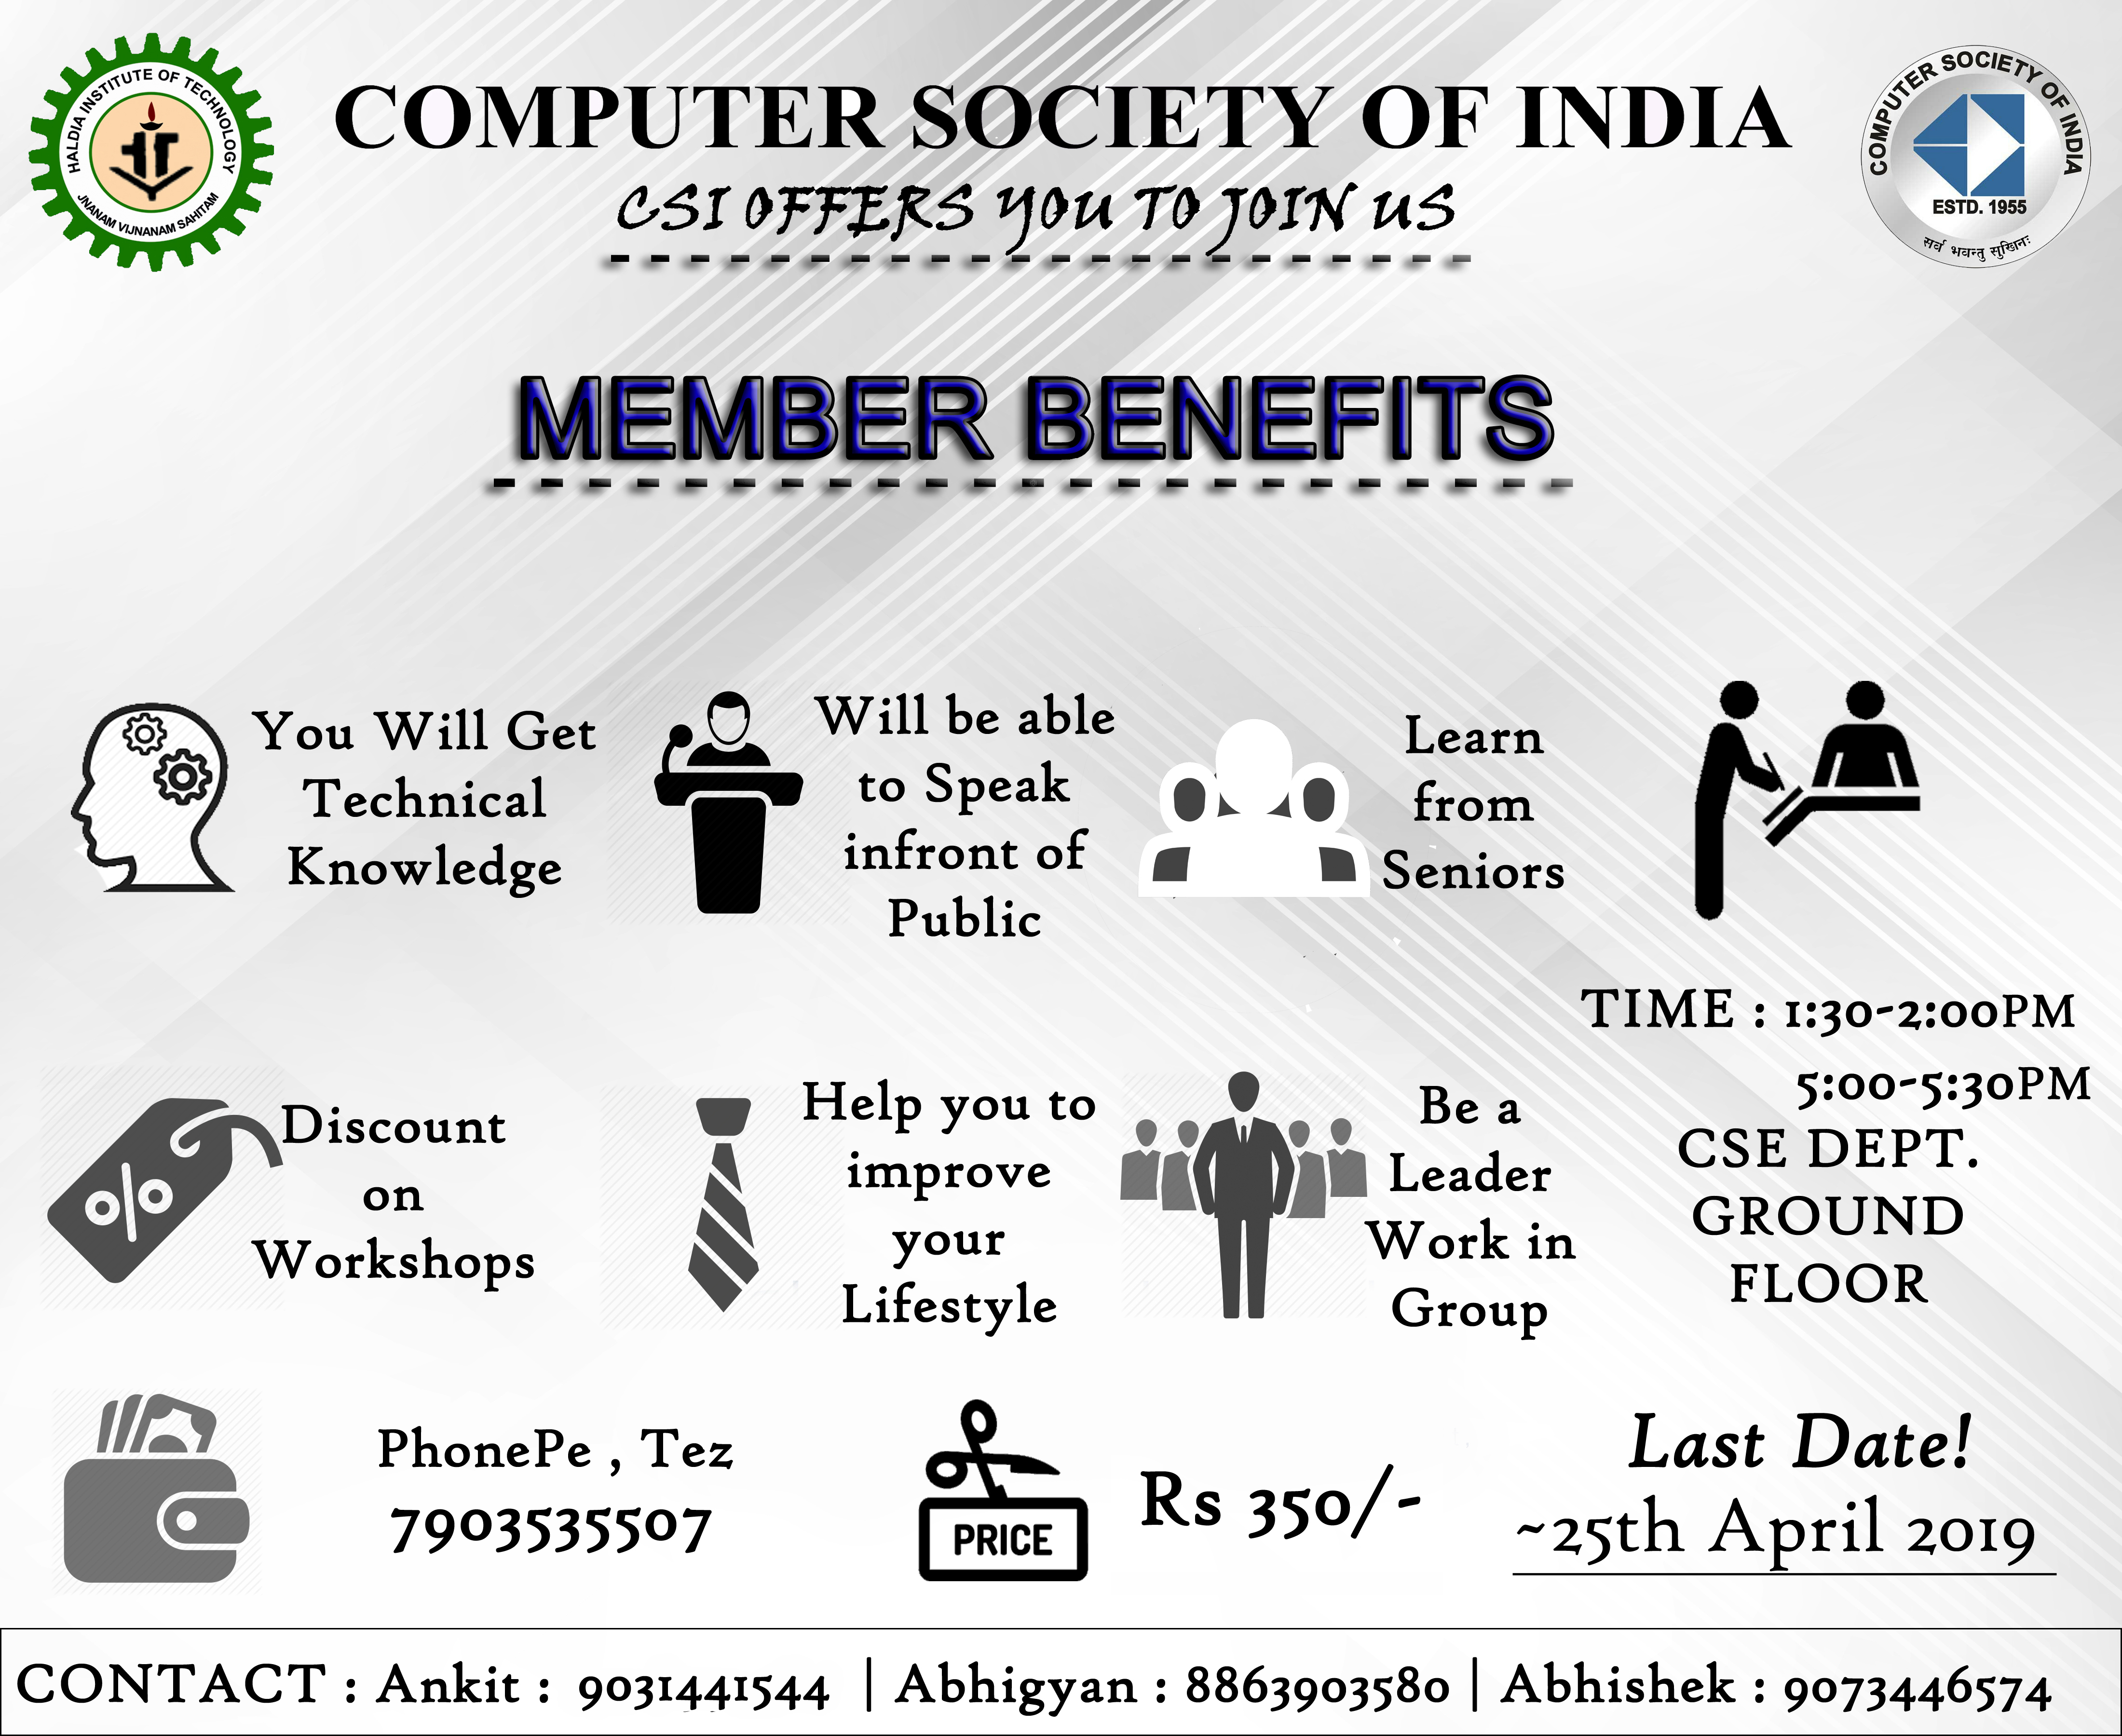 HALDIA INSTITUTE OF TECHNOLOGY
JNANAM VIJNANAM SAHITAM
COMPUTER SOCIETY OF INDIA
CSI OFFERS YOU TO JOIN US
COMPUTER SOCIETY OF INDIA
ESTD. 1955
सर्वे भवन्तु सुखिनः
MEMBER BENEFITS
You Will Get
Technical
Knowledge
Will be able
to Speak
infront of
Public
Learn
from
Seniors
TIME : 1:30-2:00PM
5:00-5:30PM
CSE DEPT.
GROUND
FLOOR
Discount
on
Workshops
%
Help you to
improve
your
Lifestyle
Be a
Leader
Work in
Group
PhonePe , Tez
7903535507
PRICE
Rs 350/-
Last Date!
~25th April 2019
CONTACT : Ankit : 9031441544 | Abhigyan : 8863903580 | Abhishek : 9073446574